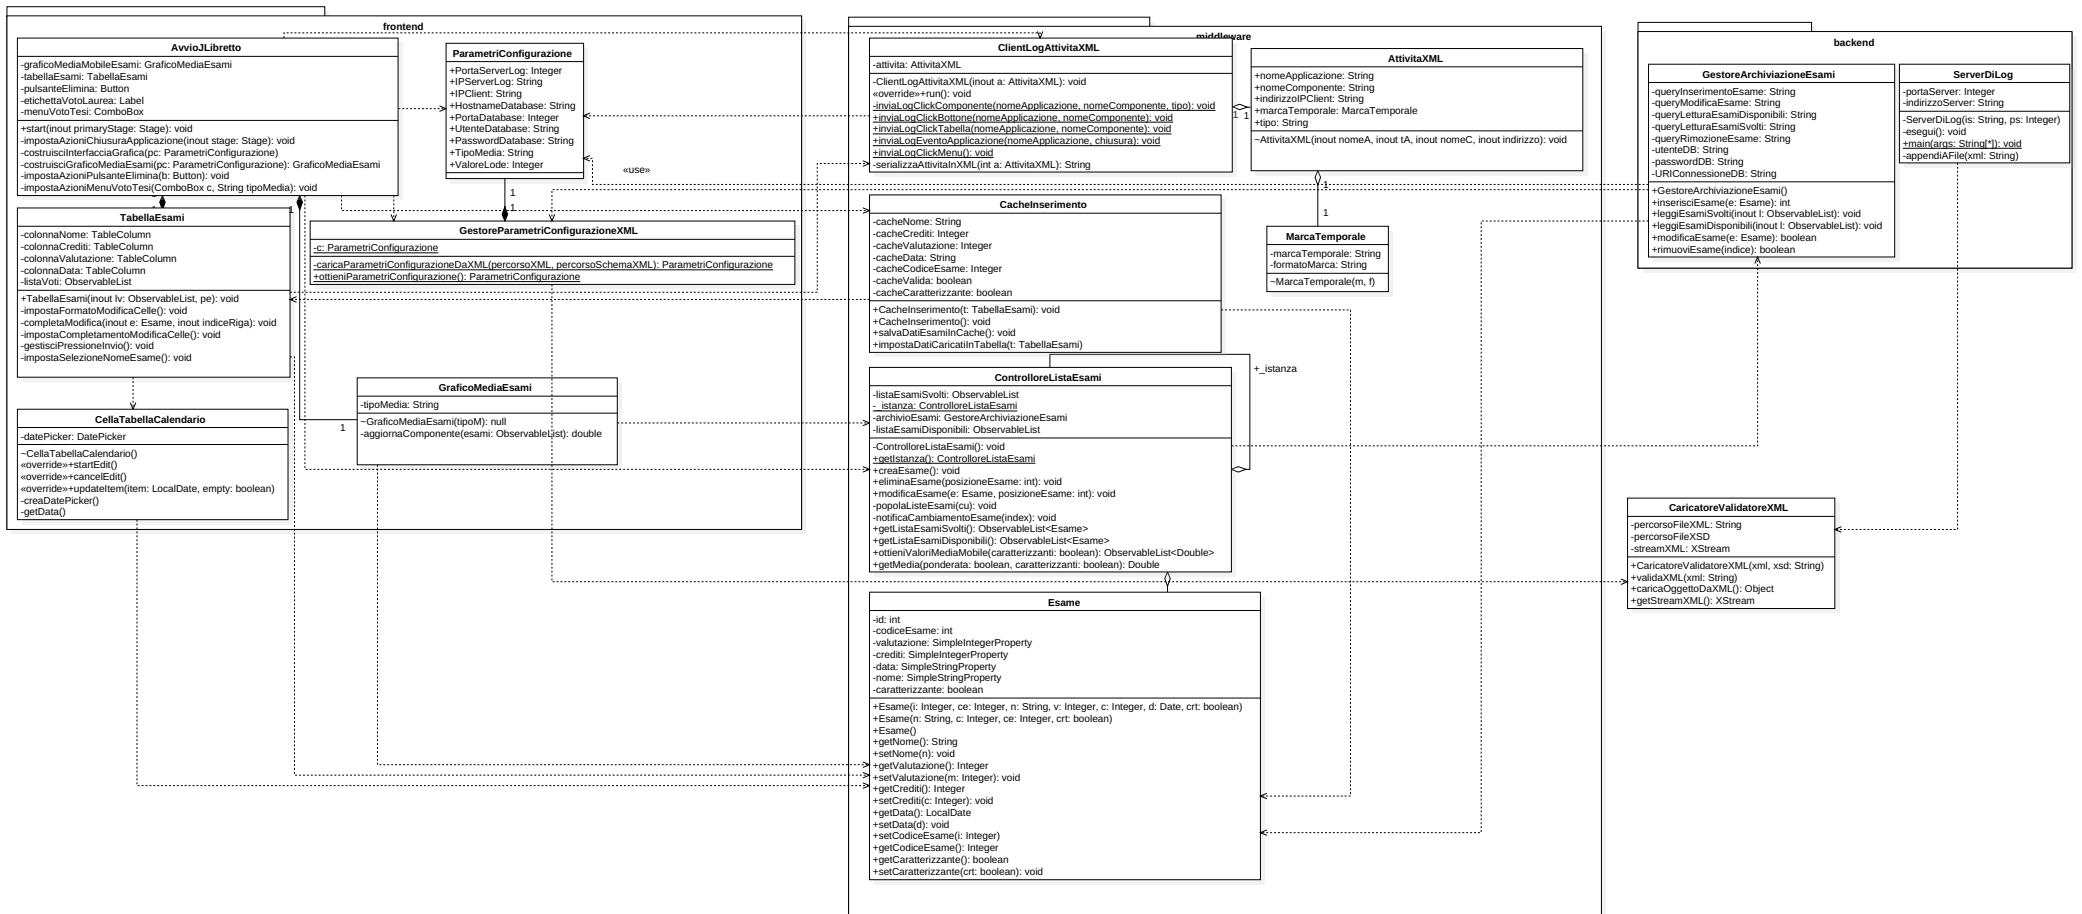 frontend
AvvioJLibretto
-graficoMediaMobileEsami: GraficoMediaEsami
-tabellaEsami: TabellaEsami
-pulsanteElimina: Button
-etichettaVotoLaurea: Label
-menuVotoTesi: ComboBox
+start(inout primaryStage: Stage): void
-impostaAzioniChiusuraApplicazione(inout stage: Stage): void
-costruisciInterfacciaGrafica(pc: ParametriConfigurazione)
-costruisciGraficoMediaEsami(pc: ParametriConfigurazione): GraficoMediaEsami
-impostaAzioniPulsanteElimina(b: Button): void
-impostaAzioniMenuVotoTesi(ComboBox c, String tipoMedia): void
ParametriConfigurazione
+PortaServerLog: Integer
+IPServerLog: String
+IPClient: String
+HostnameDatabase: String
+PortaDatabase: Integer
+UtenteDatabase: String
+PasswordDatabase: String
+TipoMedia: String
+ValoreLode: Integer
«use»
1
1
1
TabellaEsami
-colonnaNome: TableColumn
-colonnaCrediti: TableColumn
-colonnaValutazione: TableColumn
-colonnaData: TableColumn
-listaVoti: ObservableList
+TabellaEsami(inout lv: ObservableList, pe): void
-impostaFormatoModificaCelle(): void
-completaModifica(inout e: Esame, inout indiceRiga): void
-impostaCompletamentoModificaCelle(): void
-gestisciPressioneInvio(): void
-impostaSelezioneNomeEsame(): void
GestoreParametriConfigurazioneXML
-c: ParametriConfigurazione
-caricaParametriConfigurazioneDaXML(percorsoXML, percorsoSchemaXML): ParametriConfigurazione
+ottieniParametriConfigurazione(): ParametriConfigurazione
GraficoMediaEsami
-tipoMedia: String
~GraficoMediaEsami(tipoM): null
-aggiornaComponente(esami: ObservableList): double
1
CellaTabellaCalendario
-datePicker: DatePicker
~CellaTabellaCalendario()
«override»+startEdit()
«override»+cancelEdit()
«override»+updateItem(item: LocalDate, empty: boolean)
-creaDatePicker()
-getData()
middleware
ClientLogAttivitaXML
-attivita: AttivitaXML
-ClientLogAttivitaXML(inout a: AttivitaXML): void
«override»+run(): void
-inviaLogClickComponente(nomeApplicazione, nomeComponente, tipo): void
+inviaLogClickBottone(nomeApplicazione, nomeComponente): void
+inviaLogClickTabella(nomeApplicazione, nomeComponente): void
+inviaLogEventoApplicazione(nomeApplicazione, chiusura): void
+inviaLogClickMenu(): void
-serializzaAttivitaInXML(int a: AttivitaXML): String
1
1
AttivitaXML
+nomeApplicazione: String
+nomeComponente: String
+indirizzoIPClient: String
+marcaTemporale: MarcaTemporale
+tipo: String
~AttivitaXML(inout nomeA, inout tA, inout nomeC, inout indirizzo): void
1
1
MarcaTemporale
-marcaTemporale: String
-formatoMarca: String
~MarcaTemporale(m, f)
CacheInserimento
-cacheNome: String
-cacheCrediti: Integer
-cacheValutazione: Integer
-cacheData: String
-cacheCodiceEsame: Integer
-cacheValida: boolean
-cacheCaratterizzante: boolean
+CacheInserimento(t: TabellaEsami): void
+CacheInserimento(): void
+salvaDatiEsamiInCache(): void
+impostaDatiCaricatiInTabella(t: TabellaEsami)
+_istanza
ControlloreListaEsami
-listaEsamiSvolti: ObservableList
-_istanza: ControlloreListaEsami
-archivioEsami: GestoreArchiviazioneEsami
-listaEsamiDisponibili: ObservableList
-ControlloreListaEsami(): void
+getIstanza(): ControlloreListaEsami
+creaEsame(): void
+eliminaEsame(posizioneEsame: int): void
+modificaEsame(e: Esame, posizioneEsame: int): void
-popolaListeEsami(cu): void
-notificaCambiamentoEsame(index): void
+getListaEsamiSvolti(): ObservableList<Esame>
+getListaEsamiDisponibili(): ObservableList<Esame>
+ottieniValoriMediaMobile(caratterizzanti: boolean): ObservableList<Double>
+getMedia(ponderata: boolean, caratterizzanti: boolean): Double
Esame
-id: int
-codiceEsame: int
-valutazione: SimpleIntegerProperty
-crediti: SimpleIntegerProperty
-data: SimpleStringProperty
-nome: SimpleStringProperty
-caratterizzante: boolean
+Esame(i: Integer, ce: Integer, n: String, v: Integer, c: Integer, d: Date, crt: boolean)
+Esame(n: String, c: Integer, ce: Integer, crt: boolean)
+Esame()
+getNome(): String
+setNome(n): void
+getValutazione(): Integer
+setValutazione(m: Integer): void
+getCrediti(): Integer
+setCrediti(c: Integer): void
+getData(): LocalDate
+setData(d): void
+setCodiceEsame(i: Integer)
+getCodiceEsame(): Integer
+getCaratterizzante(): boolean
+setCaratterizzante(crt: boolean): void
backend
GestoreArchiviazioneEsami
-queryInserimentoEsame: String
-queryModificaEsame: String
-queryLetturaEsamiDisponibili: String
-queryLetturaEsamiSvolti: String
-queryRimozioneEsame: String
-utenteDB: String
-passwordDB: String
-URIConnessioneDB: String
+GestoreArchiviazioneEsami()
+inserisciEsame(e: Esame): int
+leggiEsamiSvolti(inout l: ObservableList): void
+leggiEsamiDisponibili(inout l: ObservableList): void
+modificaEsame(e: Esame): boolean
+rimuoviEsame(indice): boolean
ServerDiLog
-portaServer: Integer
-indirizzoServer: String
-ServerDiLog(is: String, ps: Integer)
-esegui(): void
+main(args: String[*]): void
-appendiAFile(xml: String)
CaricatoreValidatoreXML
-percorsoFileXML: String
-percorsoFileXSD
-streamXML: XStream
+CaricatoreValidatoreXML(xml, xsd: String)
+validaXML(xml: String)
+caricaOggettoDaXML(): Object
+getStreamXML(): XStream